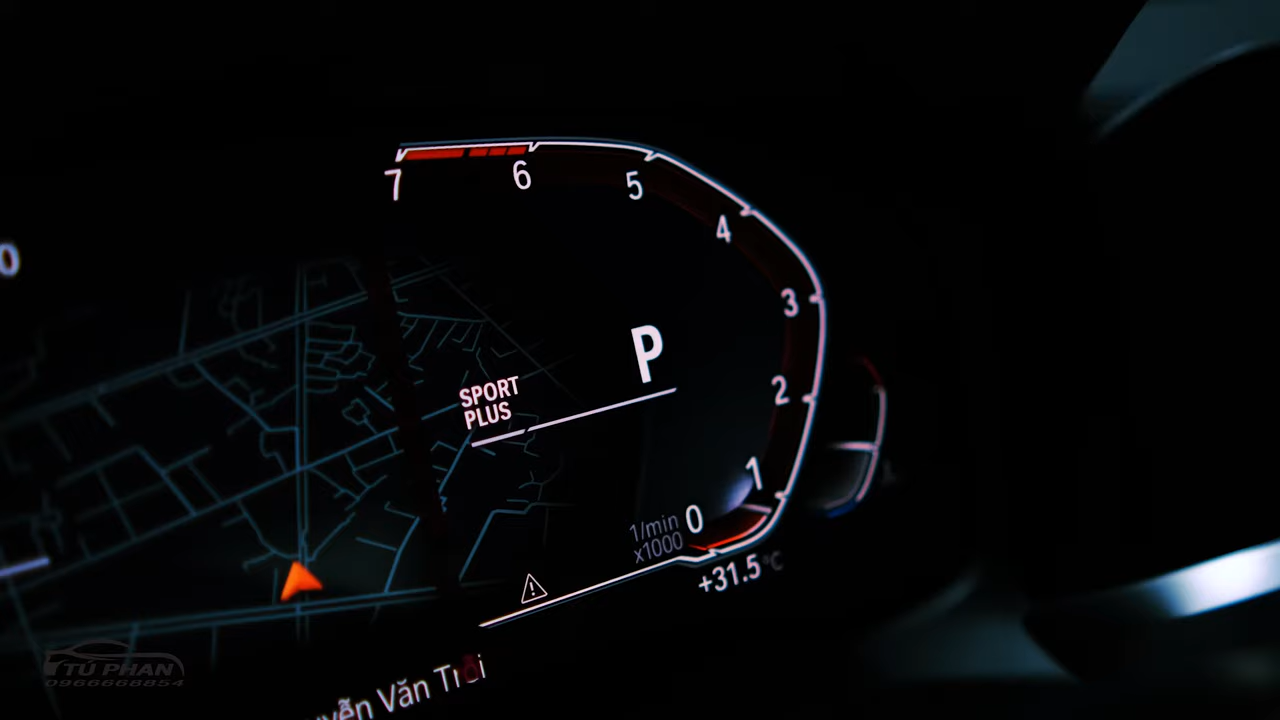 0
7
6
5
4
3
2
1
0
P
SPORT
PLUS
1/min
x1000
+31.5 °C
Văn Trỗi
TÚ PHAN
0966668854